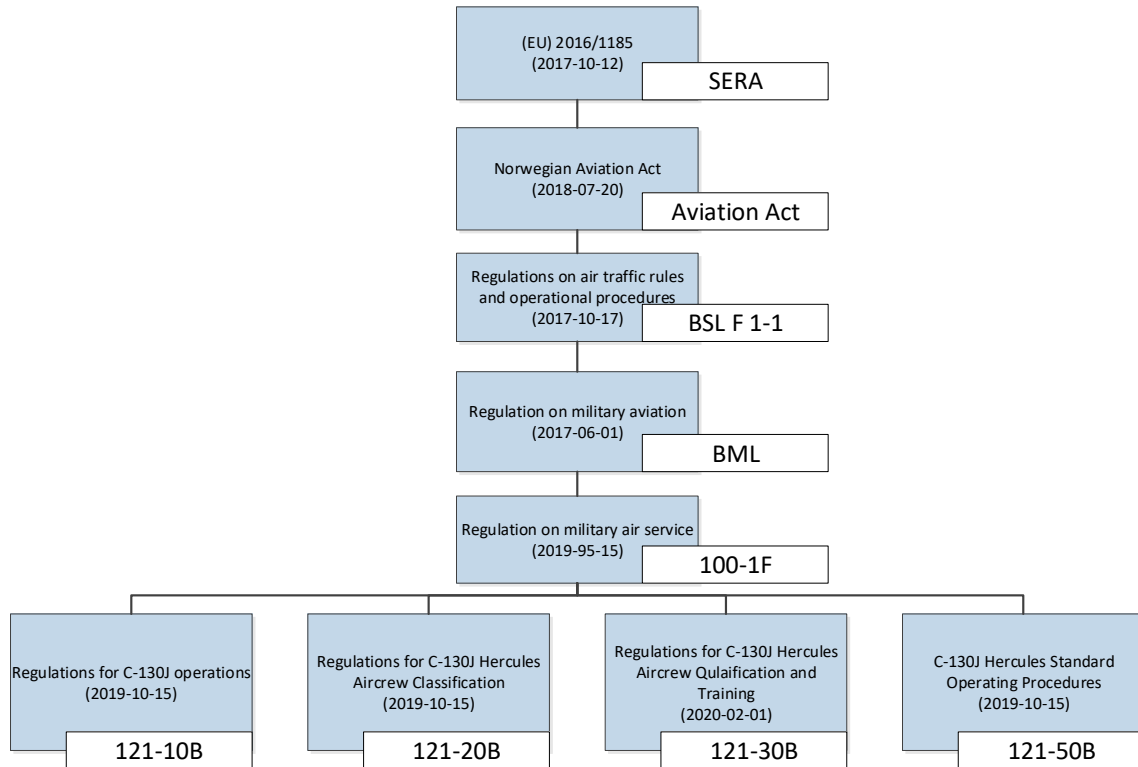 (EU) 2016/1185
(2017-10-12)
SERA
Norwegian Aviation Act
(2018-07-20)
Aviation Act
Regulations on air traffic rules
and operational procedures
(2017-10-17)
BSL F 1-1
Regulation on military aviation
(2017-06-01)
BML
Regulation on military air service
(2019-95-15)
100-1F
Regulations for C-130J operations
(2019-10-15)
121-10B
Regulations for C-130J Hercules
Aircrew Classification
(2019-10-15)
121-20B
Regulations for C-130J Hercules
Aircrew Qulaification and
Training
(2020-02-01)
121-30B
C-130J Hercules Standard
Operating Procedures
(2019-10-15)
121-50B